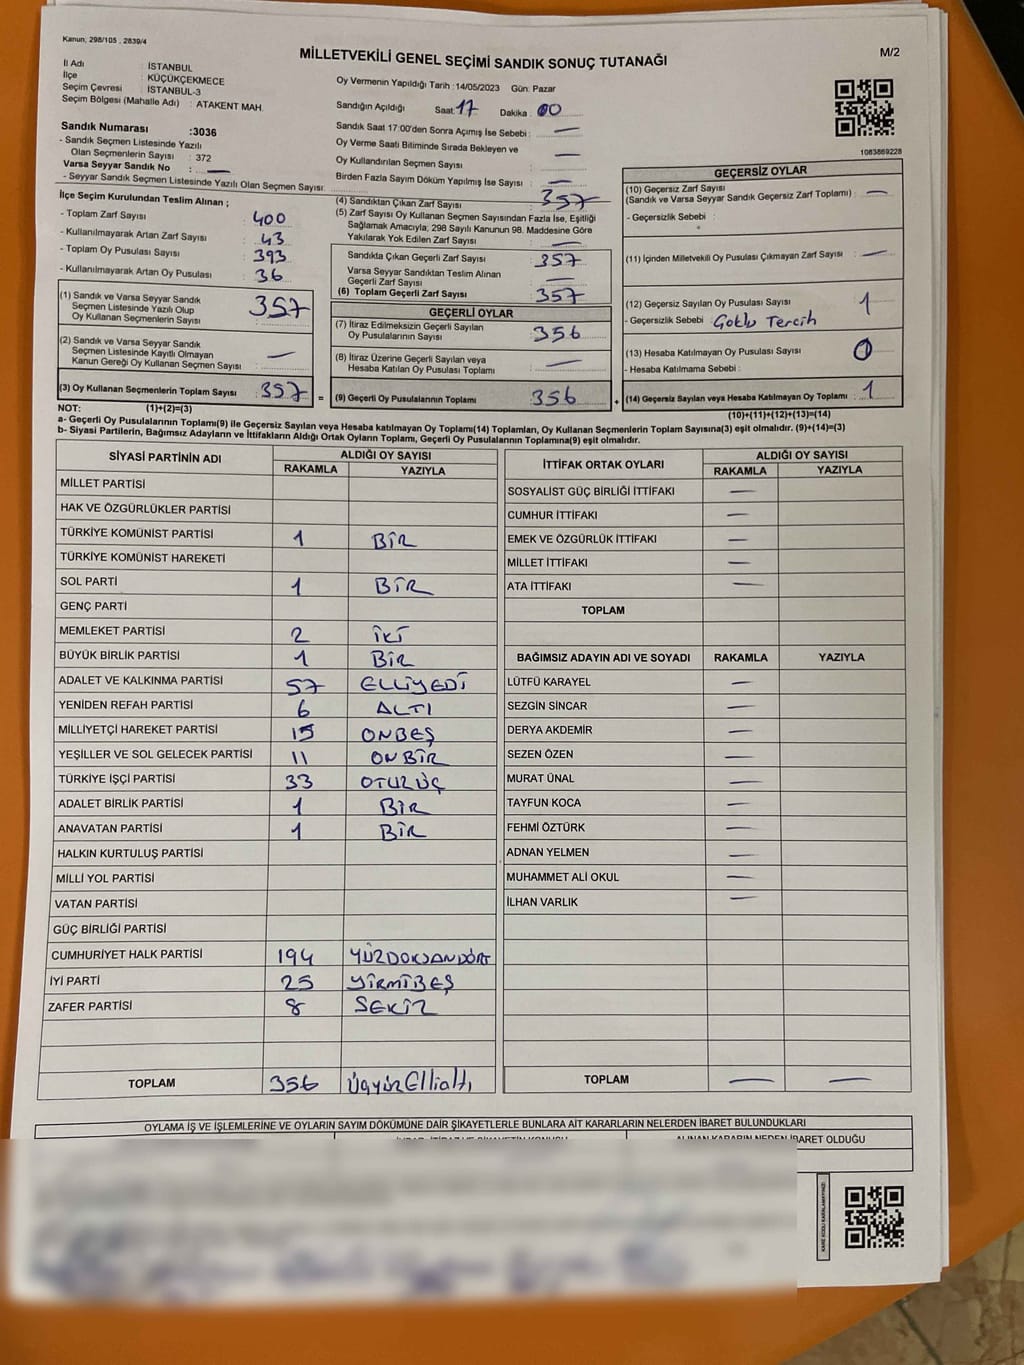 Kanun, 298/105 , 2839/4
MİLLETVEKİLİ GENEL SEÇİMİ SANDIK SONUÇ TUTANAĞI
M/2
İl Adı : İSTANBUL
İlçe : KÜÇÜKÇEKMECE
Seçim Çevresi : İSTANBUL-3
Seçim Bölgesi (Mahalle Adı) : ATAKENT MAH.
Oy Vermenin Yapıldığı Tarih : 14/05/2023 Gün: Pazar
Sandığın Açıldığı Saat 17 Dakika 00
Sandık Saat 17:00'den Sonra Açımış İse Sebebi : —
Oy Verme Saati Bitiminde Sırada Bekleyen ve
Oy Kullandırılan Seçmen Sayısı : —
Birden Fazla Sayım Döküm Yapılmış İse Sayısı : —
Sandık Numarası :3036
- Sandık Seçmen Listesinde Yazılı
Olan Seçmenlerin Sayısı : 372
Varsa Seyyar Sandık No : —
- Seyyar Sandık Seçmen Listesinde Yazılı Olan Seçmen Sayısı:
1083869228
İlçe Seçim Kurulundan Teslim Alınan ;
- Toplam Zarf Sayısı : 400
- Kullanılmayarak Artan Zarf Sayısı : 43
- Toplam Oy Pusulası Sayısı : 393
- Kullanılmayarak Artan Oy Pusulası : 36
(1) Sandık ve Varsa Seyyar Sandık
Seçmen Listesinde Yazılı Olup
Oy Kullanan Seçmenlerin Sayısı : 357
(2) Sandık ve Varsa Seyyar Sandık
Seçmen Listesinde Kayıtlı Olmayan
Kanun Gereği Oy Kullanan Seçmen Sayısı : —
(3) Oy Kullanan Seçmenlerin Toplam Sayısı : 357 =
(4) Sandıktan Çıkan Zarf Sayısı : 357
(5) Zarf Sayısı Oy Kullanan Seçmen Sayısından Fazla İse, Eşitliği
Sağlamak Amacıyla; 298 Sayılı Kanunun 98. Maddesine Göre
Yakılarak Yok Edilen Zarf Sayısı : —
Sandıkta Çıkan Geçerli Zarf Sayısı : 357
Varsa Seyyar Sandıktan Teslim Alınan
Geçerli Zarf Sayısı : —
(6) Toplam Geçerli Zarf Sayısı : 357
GEÇERLİ OYLAR
(7) İtiraz Edilmeksizin Geçerli Sayılan
Oy Pusulalarının Sayısı : 356
(8) İtiraz Üzerine Geçerli Sayılan veya
Hesaba Katılan Oy Pusulası Toplamı : —
(9) Geçerli Oy Pusulalarının Toplamı : 356 +
GEÇERSİZ OYLAR
(10) Geçersiz Zarf Sayısı
(Sandık ve Varsa Seyyar Sandık Geçersiz Zarf Toplamı) : —
- Geçersizlik Sebebi :
(11) İçinden Milletvekili Oy Pusulası Çıkmayan Zarf Sayısı : —
(12) Geçersiz Sayılan Oy Pusulası Sayısı : 1
- Geçersizlik Sebebi Çoklu Tercih
(13) Hesaba Katılmayan Oy Pusulası Sayısı : 0
- Hesaba Katılmama Sebebi :
(14) Geçersiz Sayılan veya Hesaba Katılmayan Oy Toplamı : 1
NOT: (1)+(2)=(3)
(10)+(11)+(12)+(13)=(14)
a- Geçerli Oy Pusulalarının Toplamı(9) ile Geçersiz Sayılan veya Hesaba Katılmayan Oy Toplamı(14) Toplamları, Oy Kullanan Seçmenlerin Toplam Sayısına(3) eşit olmalıdır. (9)+(14)=(3)
b- Siyasi Partilerin, Bağımsız Adayların ve İttifakların Aldığı Ortak Oyların Toplamı, Geçerli Oy Pusulalarının Toplamına(9) eşit olmalıdır.
SİYASİ PARTİNİN ADI ALDIĞI OY SAYISI
RAKAMLA YAZIYLA
MİLLET PARTİSİ
HAK VE ÖZGÜRLÜKLER PARTİSİ
TÜRKİYE KOMÜNİST PARTİSİ 1 BİR
TÜRKİYE KOMÜNİST HAREKETİ
SOL PARTİ 1 BİR
GENÇ PARTİ
MEMLEKET PARTİSİ 2 İKİ
BÜYÜK BİRLİK PARTİSİ 1 BİR
ADALET VE KALKINMA PARTİSİ 57 ELLİYEDİ
YENİDEN REFAH PARTİSİ 6 ALTI
MİLLİYETÇİ HAREKET PARTİSİ 15 ONBEŞ
YEŞİLLER VE SOL GELECEK PARTİSİ 11 ONBİR
TÜRKİYE İŞÇİ PARTİSİ 33 OTUZÜÇ
ADALET BİRLİK PARTİSİ 1 BİR
ANAVATAN PARTİSİ 1 BİR
HALKIN KURTULUŞ PARTİSİ
MİLLİ YOL PARTİSİ
VATAN PARTİSİ
GÜÇ BİRLİĞİ PARTİSİ
CUMHURİYET HALK PARTİSİ 194 YÜZDOKSANDÖRT
İYİ PARTİ 25 YİRMİBEŞ
ZAFER PARTİSİ 8 SEKİZ
TOPLAM 356 ÜçyüzEllialtı
İTTİFAK ORTAK OYLARI ALDIĞI OY SAYISI
RAKAMLA YAZIYLA
SOSYALİST GÜÇ BİRLİĞİ İTTİFAKI —
CUMHUR İTTİFAKI —
EMEK VE ÖZGÜRLÜK İTTİFAKI —
MİLLET İTTİFAKI —
ATA İTTİFAKI —
TOPLAM
BAĞIMSIZ ADAYIN ADI VE SOYADI RAKAMLA YAZIYLA
LÜTFÜ KARAYEL —
SEZGİN SİNCAR —
DERYA AKDEMİR —
SEZEN ÖZEN —
MURAT ÜNAL —
TAYFUN KOCA —
FEHMİ ÖZTÜRK —
ADNAN YELMEN —
MUHAMMET ALİ OKUL —
İLHAN VARLIK —
TOPLAM — —
OYLAMA İŞ VE İŞLEMLERİNE VE OYLARIN SAYIM DÖKÜMÜNE DAİR ŞİKAYETLERLE BUNLARA AİT KARARLARIN NELERDEN İBARET BULUNDUKLARI
ALINAN KARARIN NEDEN İBARET OLDUĞU